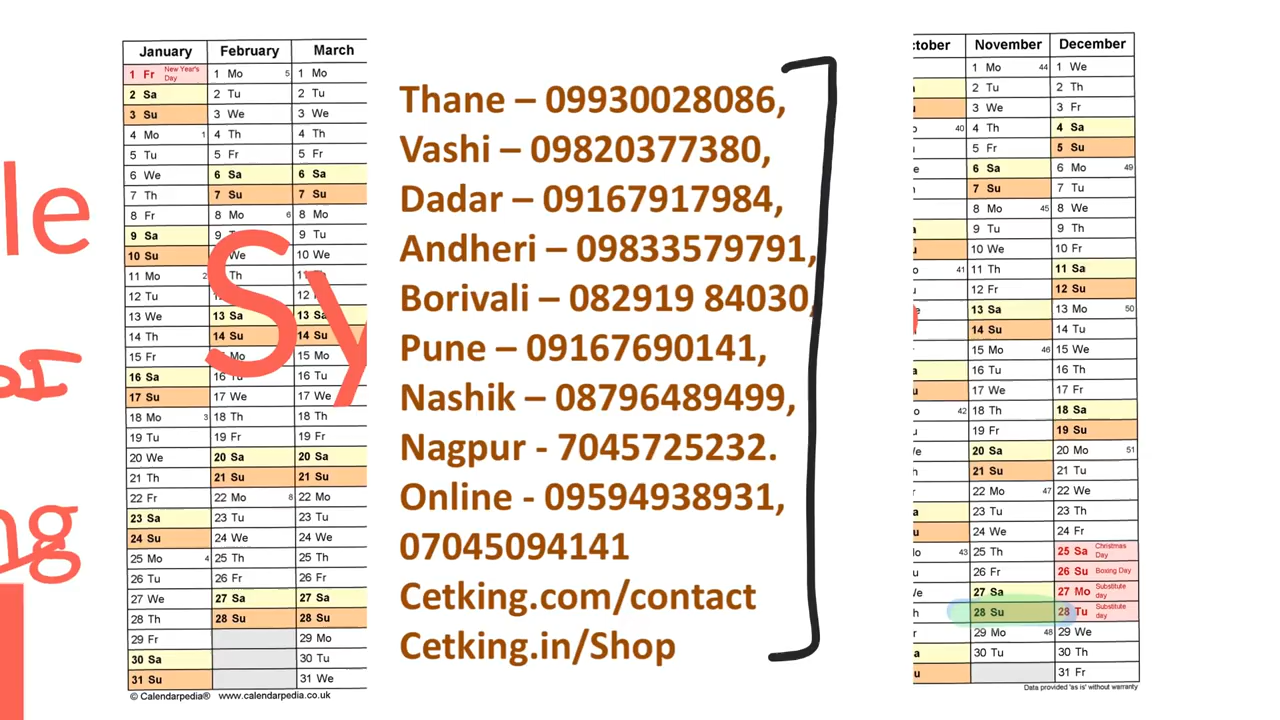 le
or
ng
Sy
January February March
1 Fr New Year's Day 1 Mo 5 1 Mo
2 Sa 2 Tu 2 Tu
3 Su 3 We 3 We
4 Mo 1 4 Th 4 Th
5 Tu 5 Fr 5 Fr
6 We 6 Sa 6 Sa
7 Th 7 Su 7 Su
8 Fr 8 Mo 6 8 Mo
9 Sa 9 Tu
10 Su We 10 We
11 Mo 2 Th 11
12 Tu 12
13 We 13 Sa 13 Sa
14 Th 14 Su 14 Su
15 Fr Mo 15 Mo
16 Sa 16 Tu 16 Tu
17 Su 17 We 17 We
18 Mo 3 18 Th 18 Th
19 Tu 19 Fr 19 Fr
20 We 20 Sa 20 Sa
21 Th 21 Su 21 Su
22 Fr 22 Mo 8 22 Mo
23 Sa 23 Tu 23 Tu
24 Su 24 We 24 We
25 Mo 4 25 Th 25 Th
26 Tu 26 Fr 26 Fr
27 We 27 Sa 27 Sa
28 Th 28 Su 28 Su
29 Fr 29 Mo
30 Sa 30 Tu
31 Su 31 We
© Calendarpedia® www.calendarpedia.co.uk
Thane – 09930028086,
Vashi – 09820377380,
Dadar – 09167917984,
Andheri – 09833579791,
Borivali – 082919 84030,
Pune – 09167690141,
Nashik – 08796489499,
Nagpur - 7045725232.
Online - 09594938931,
07045094141
Cetking.com/contact
Cetking.in/Shop
ctober November December
1 Mo 44 1 We
2 Tu 2 Th
3 We 3 Fr
40 4 Th 4 Sa
5 Fr 5 Su
6 Sa 6 Mo 49
7 Su 7 Tu
8 Mo 45 8 We
9 Tu 9 Th
10 We 10 Fr
41 11 Th 11 Sa
12 Fr 12 Su
13 Sa 13 Mo 50
14 Su 14 Tu
15 Mo 46 15 We
16 Tu 16 Th
17 We 17 Fr
42 18 Th 18 Sa
19 Fr 19 Su
20 Sa 20 Mo 51
21 Su 21 Tu
22 Mo 47 22 We
23 Tu 23 Th
24 We 24 Fr
43 25 Th 25 Sa Christmas Day
26 Fr 26 Su Boxing Day
27 Sa 27 Mo Substitute day
28 Su 28 Tu Substitute day
29 Mo 48 29 We
30 Tu 30 Th
31 Fr
Data provided 'as is' without warranty